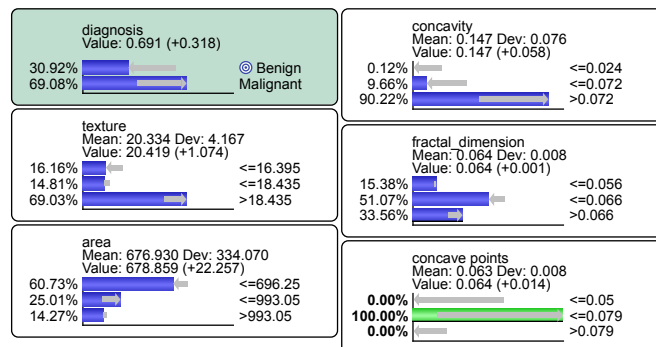 diagnosis
Value: 0.691 (+0.318)
30.92% Benign
69.08% Malignant
texture
Mean: 20.334 Dev: 4.167
Value: 20.419 (+1.074)
16.16% <=16.395
14.81% <=18.435
69.03% >18.435
area
Mean: 676.930 Dev: 334.070
Value: 678.859 (+22.257)
60.73% <=696.25
25.01% <=993.05
14.27% >993.05
concavity
Mean: 0.147 Dev: 0.076
Value: 0.147 (+0.058)
0.12% <=0.024
9.66% <=0.072
90.22% >0.072
fractal_dimension
Mean: 0.064 Dev: 0.008
Value: 0.064 (+0.001)
15.38% <=0.056
51.07% <=0.066
33.56% >0.066
concave points
Mean: 0.063 Dev: 0.008
Value: 0.064 (+0.014)
0.00% <=0.05
100.00% <=0.079
0.00% >0.079